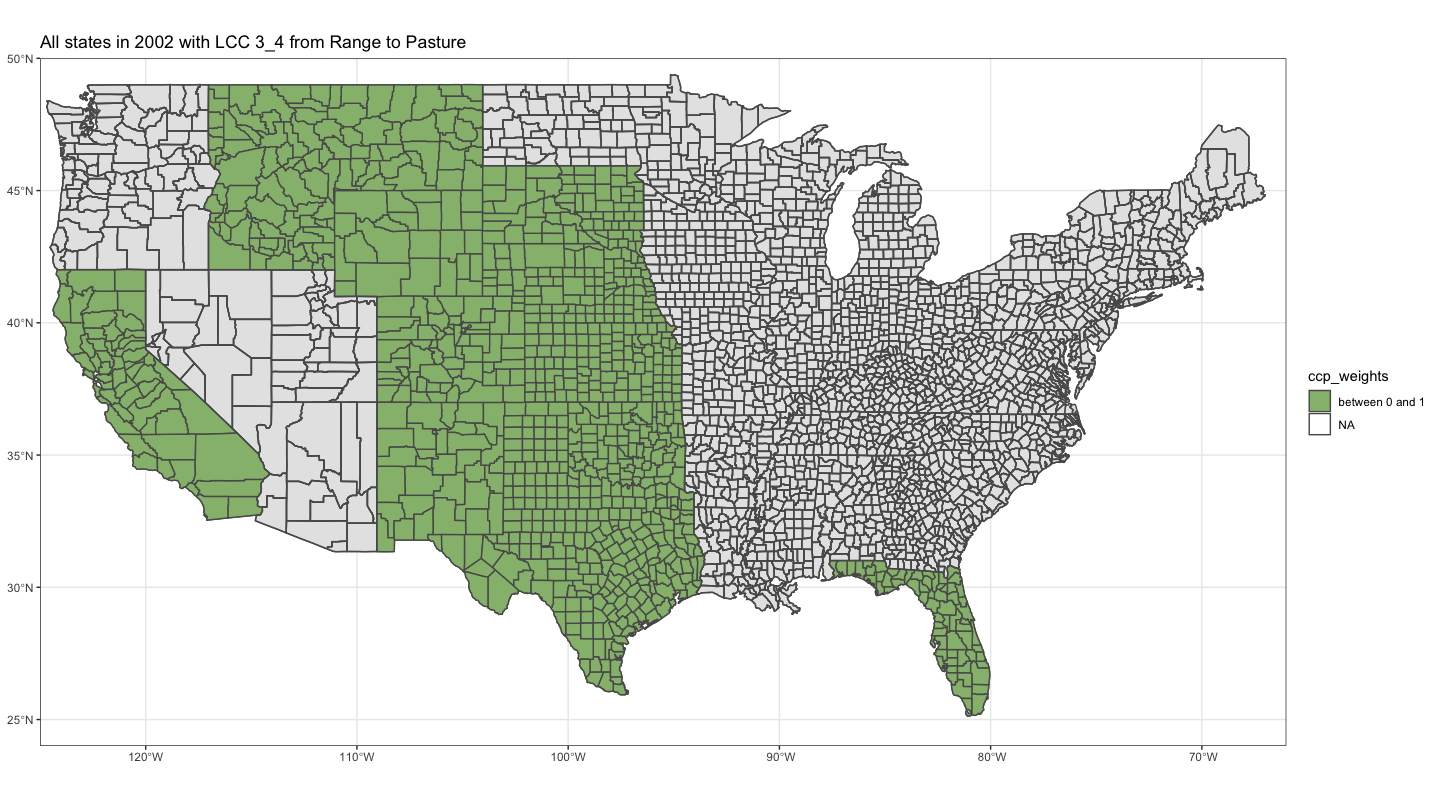 All states in 2002 with LCC 3_4 from Range to Pasture
50°N
45°N
40°N
35°N
30°N
25°N
120°W
110°W
100°W
90°W
80°W
70°W
ccp_weights
between 0 and 1
NA